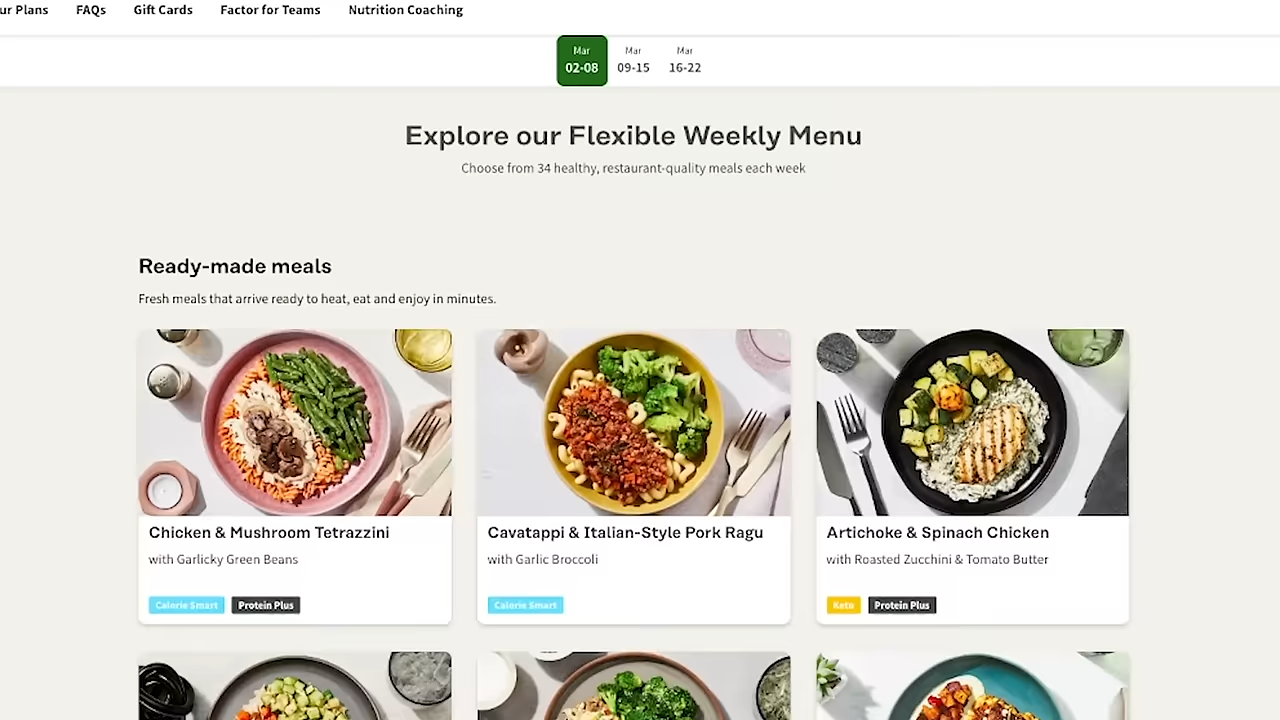 ur Plans FAQs Gift Cards Factor for Teams Nutrition Coaching
Mar Mar Mar
02-08 09-15 16-22
Explore our Flexible Weekly Menu
Choose from 34 healthy, restaurant-quality meals each week
Ready-made meals
Fresh meals that arrive ready to heat, eat and enjoy in minutes.
Chicken & Mushroom Tetrazzini
with Garlicky Green Beans
Calorie Smart Protein Plus
Cavatappi & Italian-Style Pork Ragu
with Garlic Broccoli
Calorie Smart
Artichoke & Spinach Chicken
with Roasted Zucchini & Tomato Butter
Keto Protein Plus